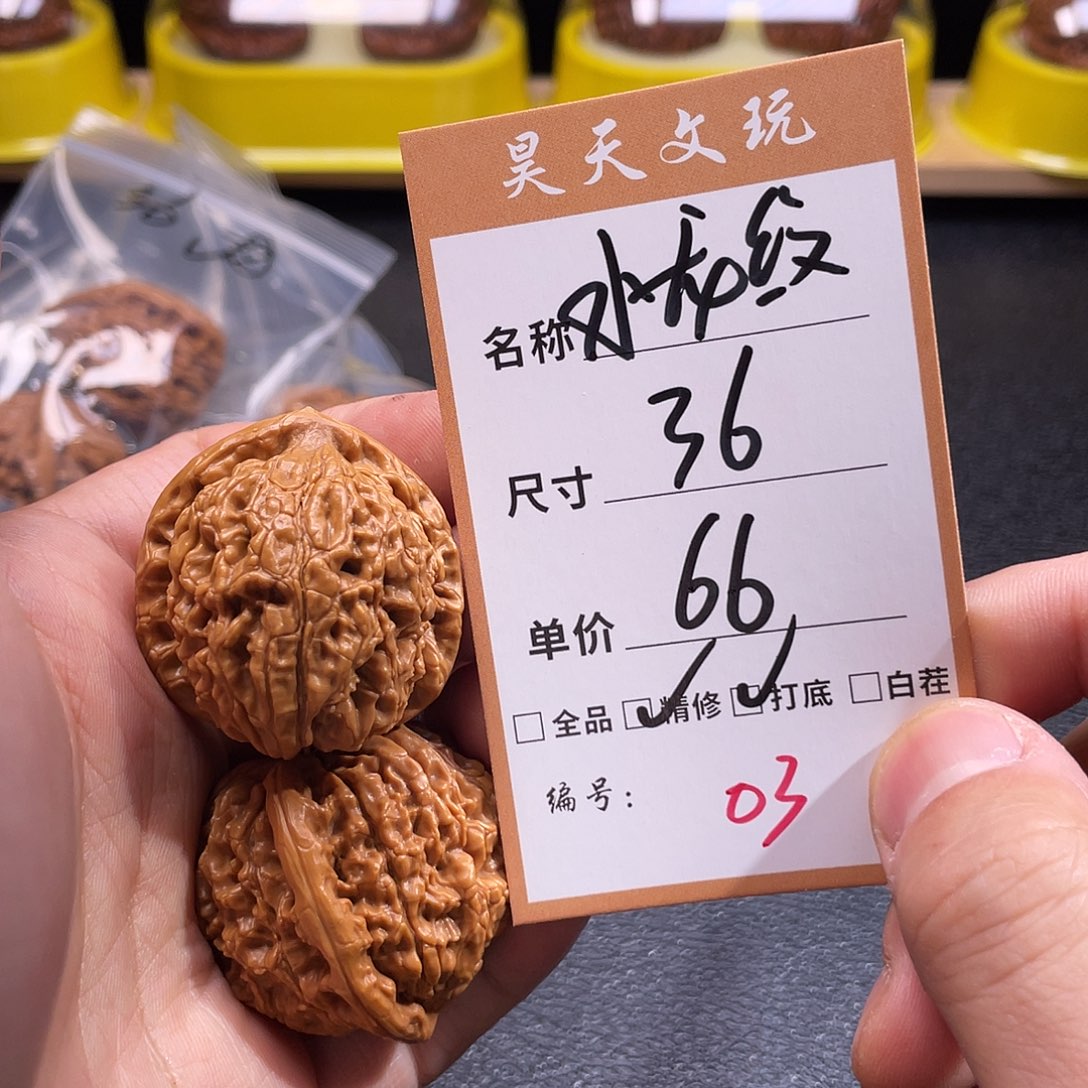 昊天文玩
名称 水龙纹
尺寸 36
单价 66
☐ 全品 ☑ 精修 ☑ 打底 ☐ 白茬
编号: 03